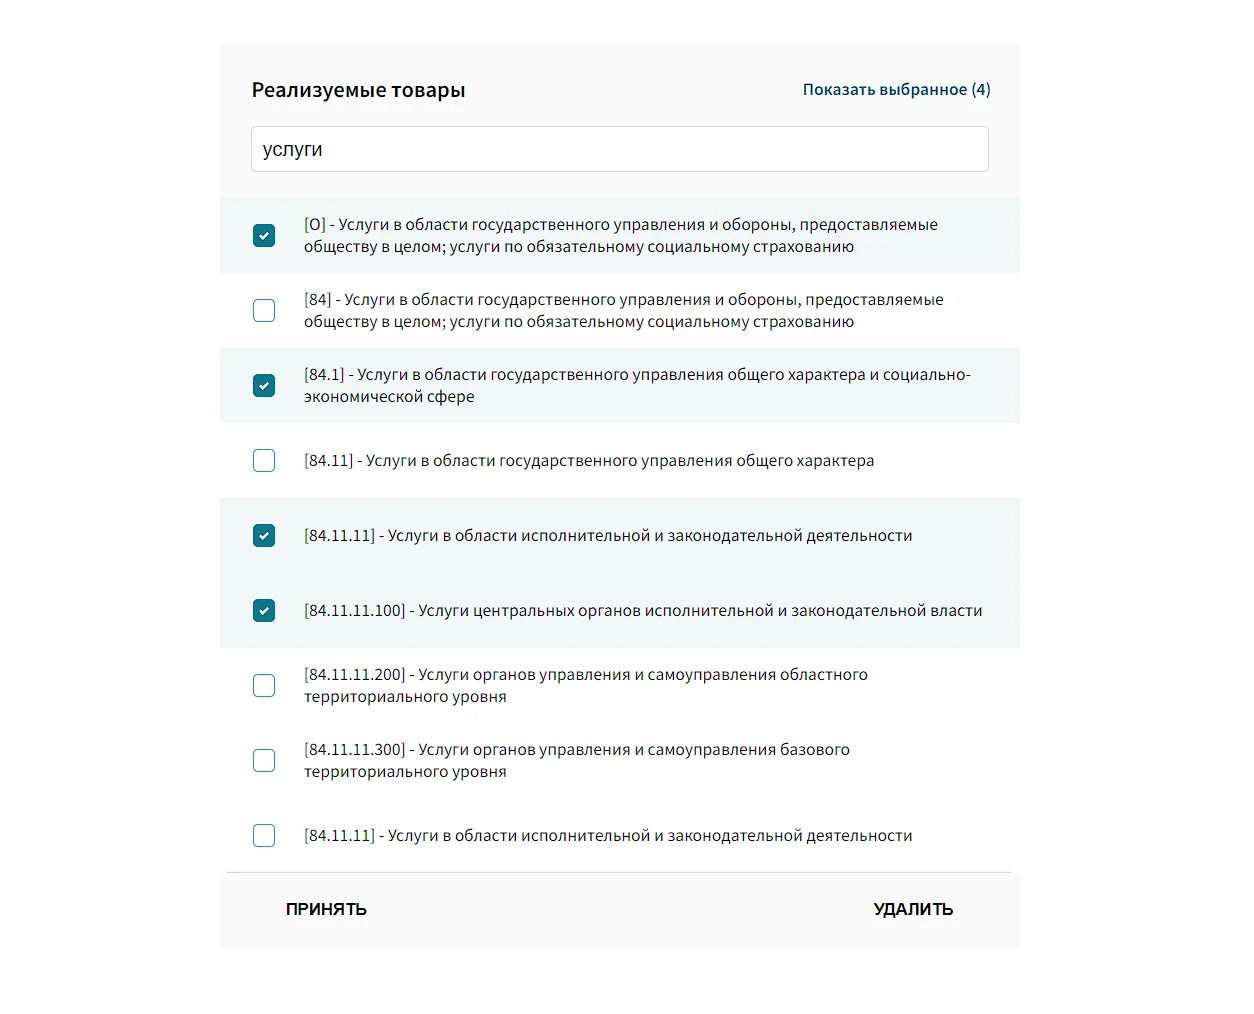 Реализуемые товары
Показать выбранное (4)
услуги
[O] - Услуги в области государственного управления и обороны, предоставляемые
обществу в целом; услуги по обязательному социальному страхованию
[84] - Услуги в области государственного управления и обороны, предоставляемые
обществу в целом; услуги по обязательному социальному страхованию
[84.1] - Услуги в области государственного управления общего характера и социально-
экономической сфере
[84.11] - Услуги в области государственного управления общего характера
[84.11.11] - Услуги в области исполнительной и законодательной деятельности
[84.11.11.100] - Услуги центральных органов исполнительной и законодательной власти
[84.11.11.200] - Услуги органов управления и самоуправления областного
территориального уровня
[84.11.11.300] - Услуги органов управления и самоуправления базового
территориального уровня
[84.11.11] - Услуги в области исполнительной и законодательной деятельности
ПРИНЯТЬ
УДАЛИТЬ